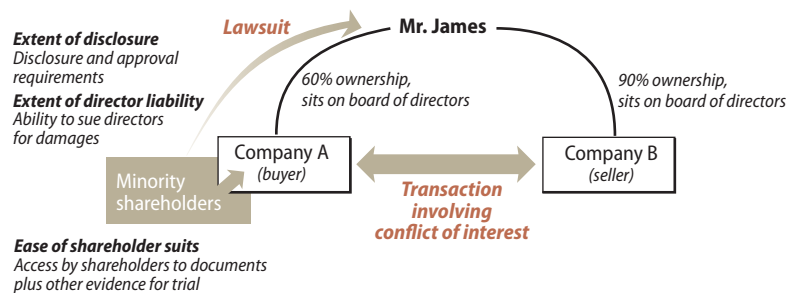 Extent of disclosure
Disclosure and approval
requirements
Extent of director liability
Ability to sue directors
for damages
Lawsuit
Mr. James
60% ownership,
sits on board of directors
90% ownership,
sits on board of directors
Company A
(buyer)
Company B
(seller)
Minority
shareholders
Transaction
involving
conflict of interest
Ease of shareholder suits
Access by shareholders to documents
plus other evidence for trial